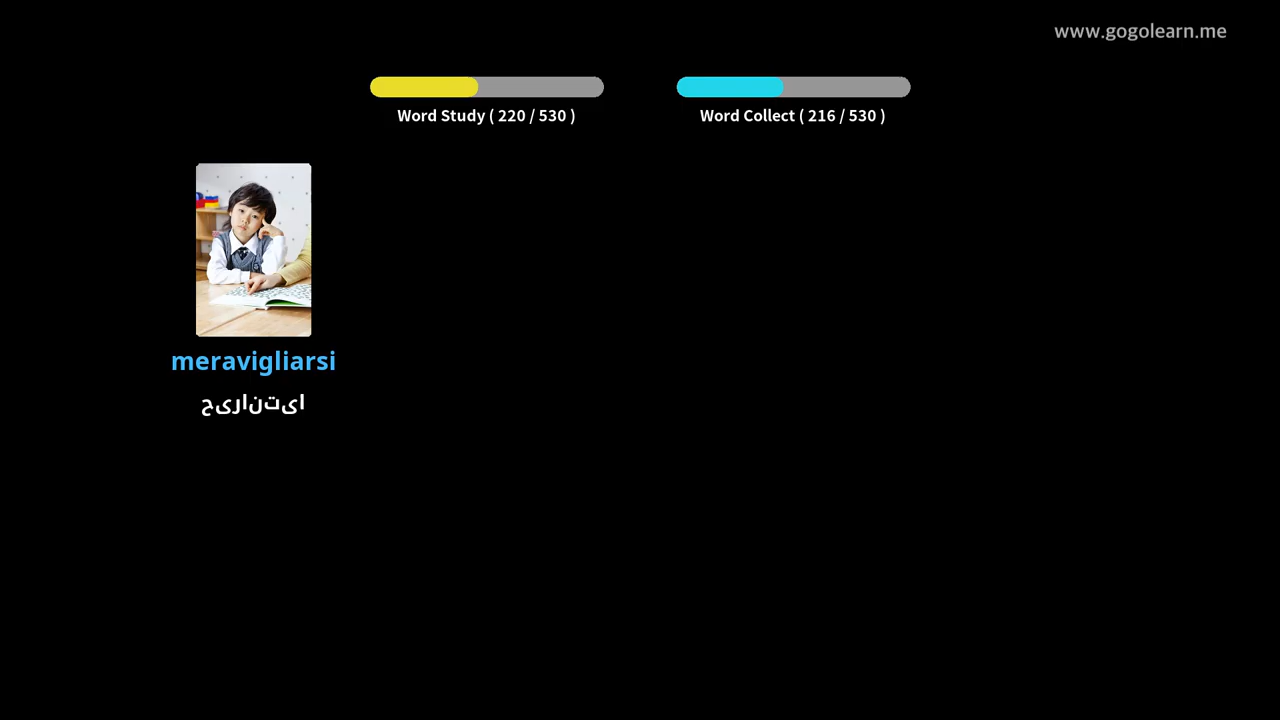 www.gogolearn.me
Word Study ( 220 / 530 )
Word Collect ( 216 / 530 )
meravigliarsi
حیرانتیا